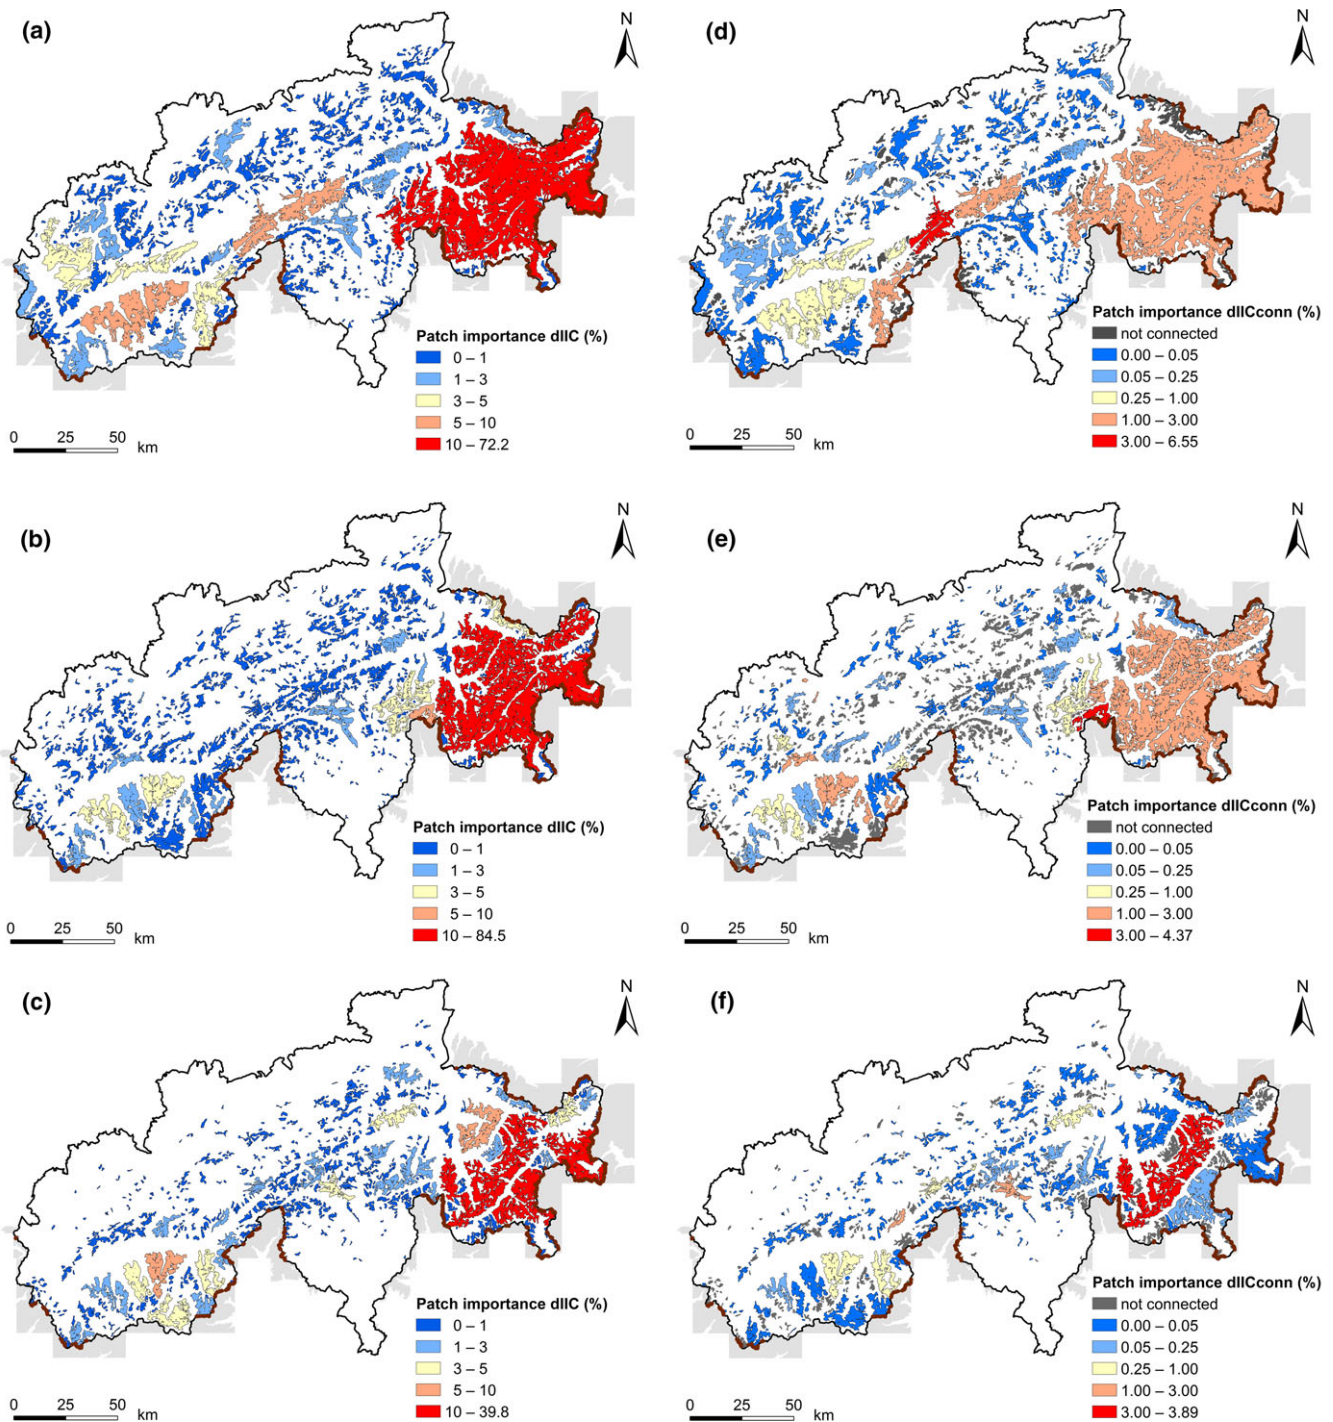 (a)
N
Patch importance dIIC (%)
0 – 1
1 – 3
3 – 5
5 – 10
10 – 72.2
0 25 50
km
(d)
N
Patch importance dIICconn (%)
not connected
0.00 – 0.05
0.05 – 0.25
0.25 – 1.00
1.00 – 3.00
3.00 – 6.55
0 25 50
km
(b)
N
Patch importance dIIC (%)
0 – 1
1 – 3
3 – 5
5 – 10
10 – 84.5
0 25 50
km
(e)
N
Patch importance dIICconn (%)
not connected
0.00 – 0.05
0.05 – 0.25
0.25 – 1.00
1.00 – 3.00
3.00 – 4.37
0 25 50
km
(c)
N
Patch importance dIIC (%)
0 – 1
1 – 3
3 – 5
5 – 10
10 – 39.8
0 25 50
km
(f)
N
Patch importance dIICconn (%)
not connected
0.00 – 0.05
0.05 – 0.25
0.25 – 1.00
1.00 – 3.00
3.00 – 3.89
0 25 50
km